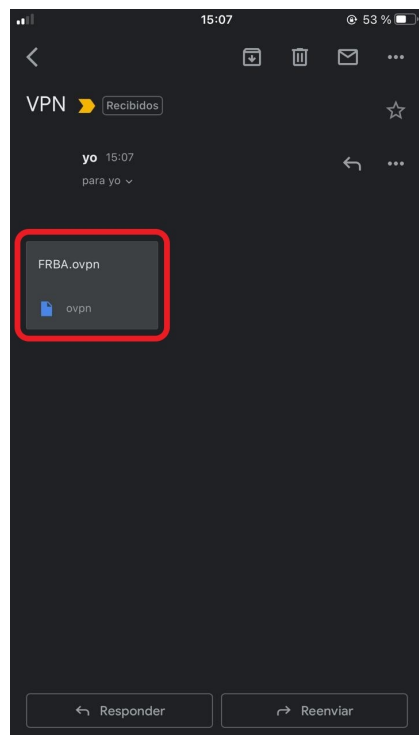 15:07
53 %
VPN
Recibidos
yo 15:07
para yo
FRBA.ovpn
ovpn
Responder
Reenviar